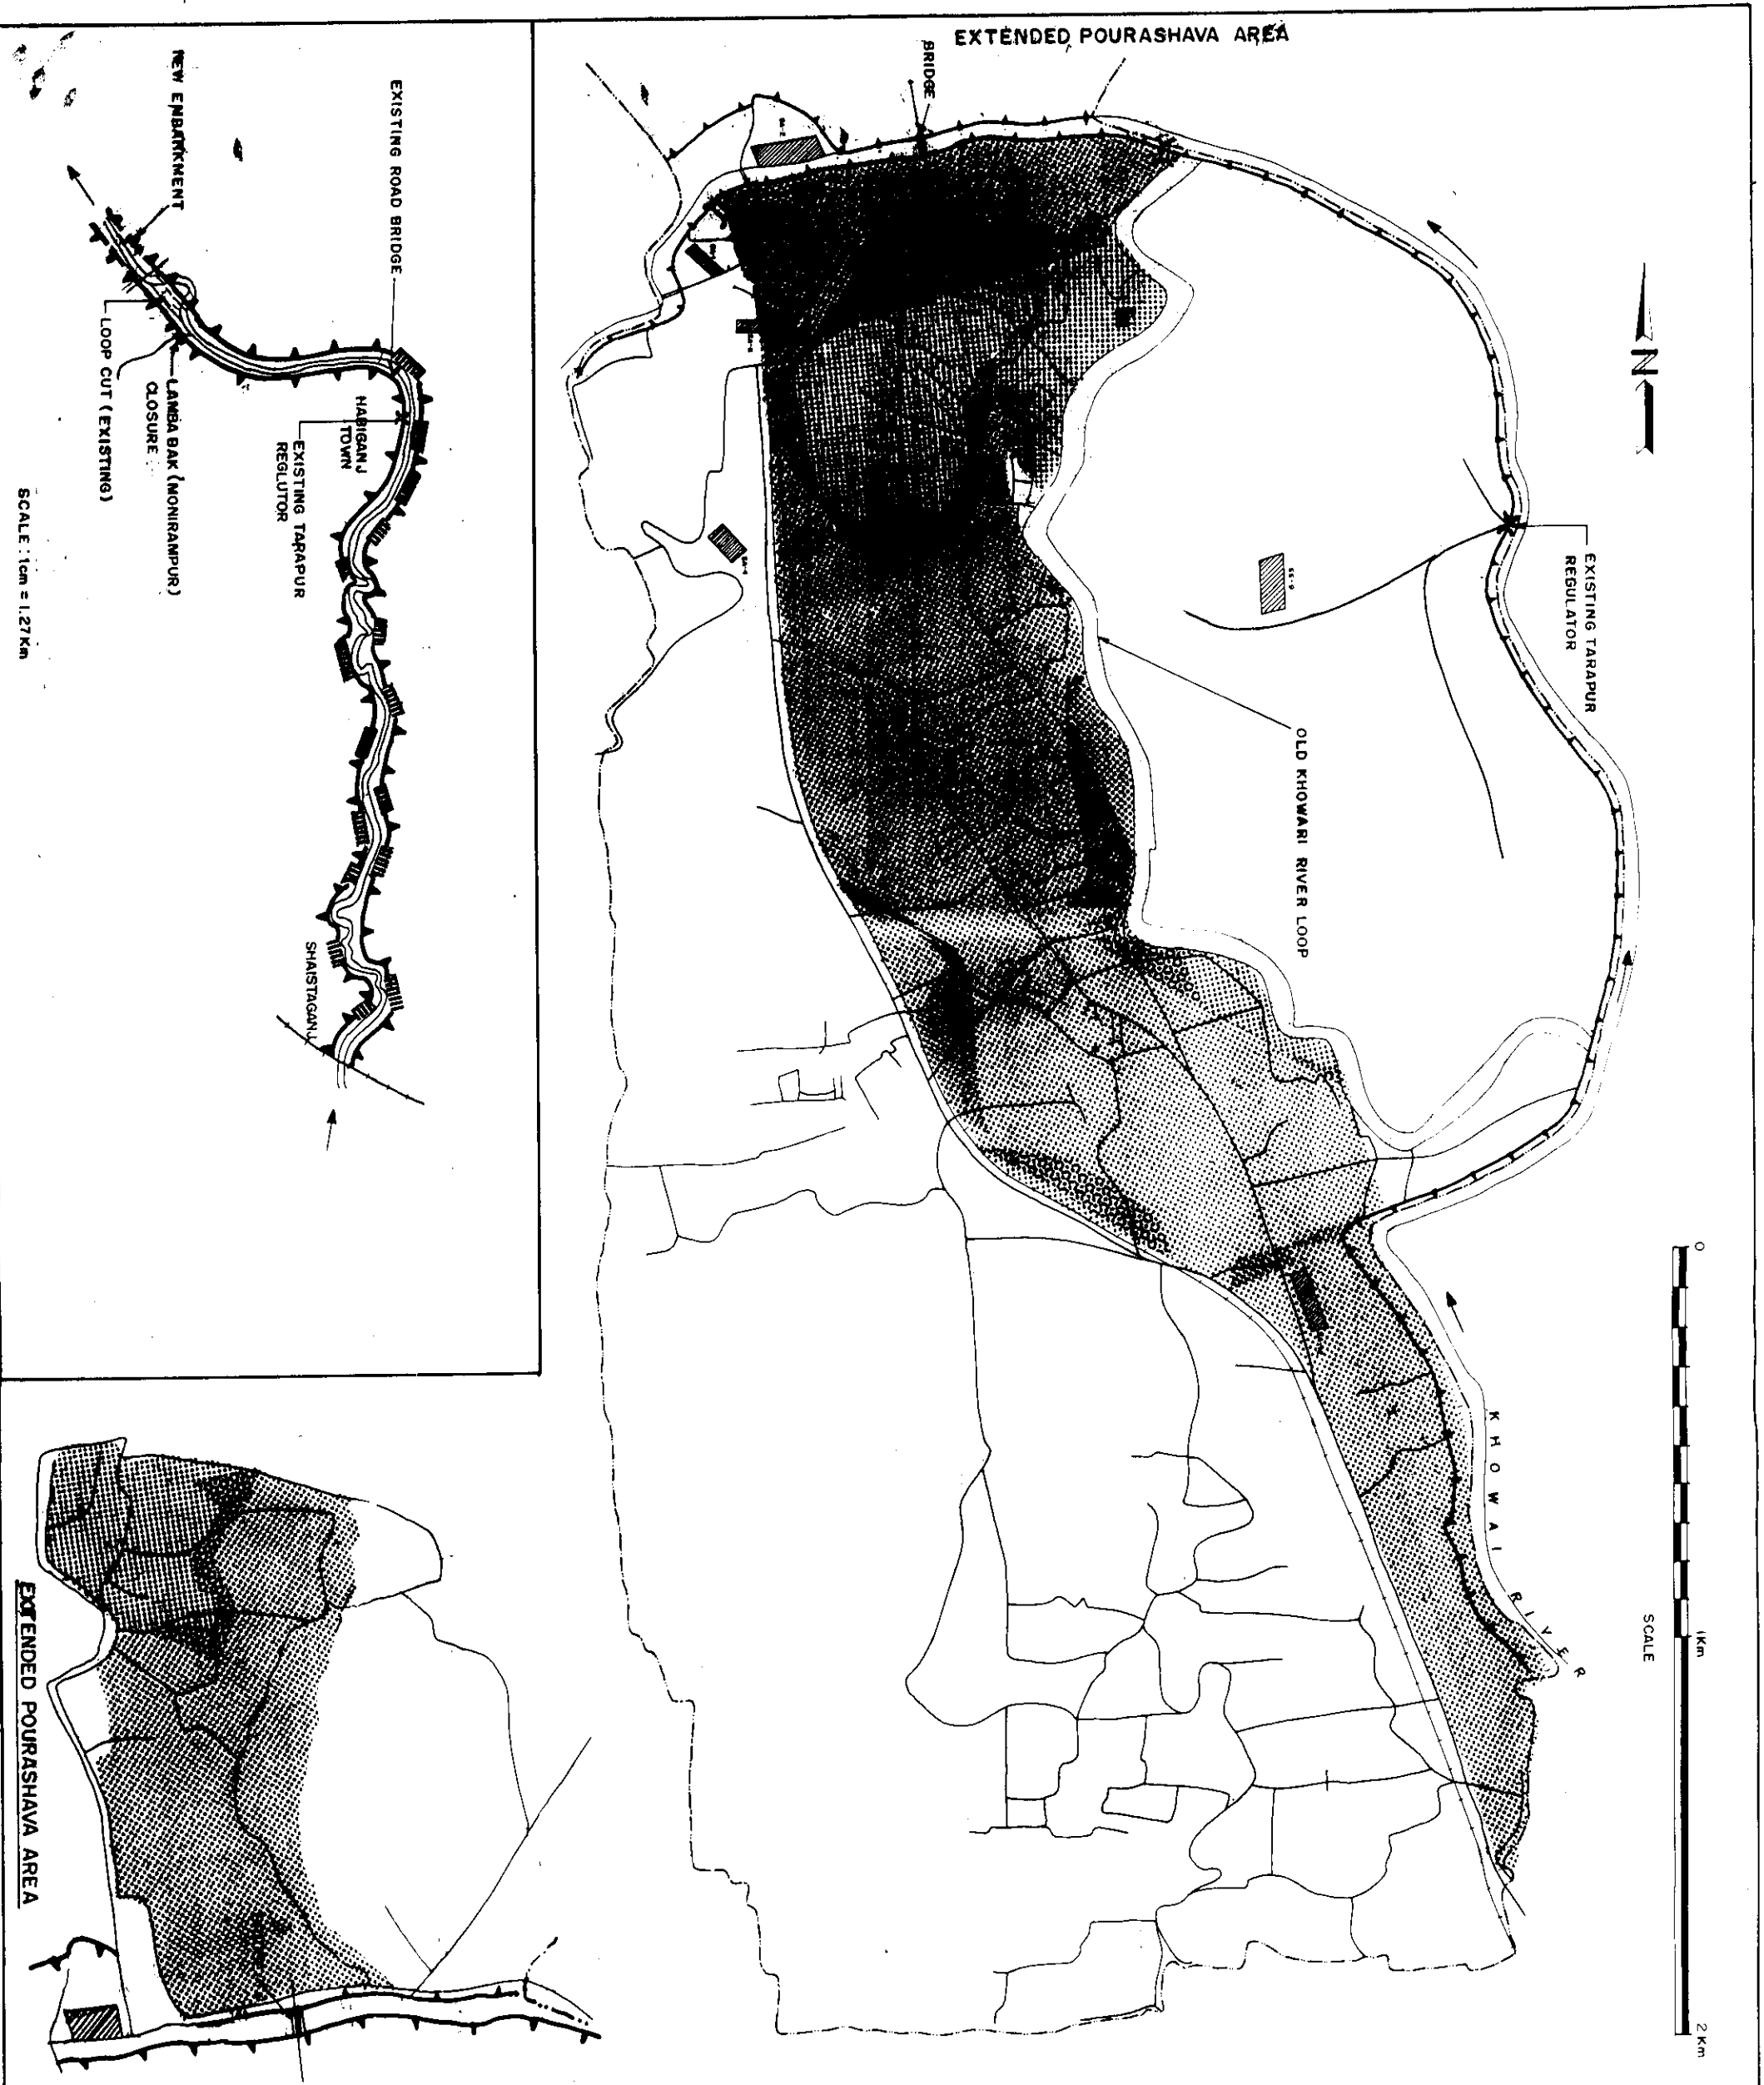 EXTENDED POURASHAVA AREA
BRIDGE
N
EXISTING TARAPUR
REGULATOR
OLD KHOWARI RIVER LOOP
KHOWAI RIVER
0
1Km
2Km
SCALE
EXISTING ROAD BRIDGE
NEW EMBANKMENT
LOOP CUT (EXISTING)
LAMBA BAK (MONIRAMPUR)
CLOSURE
HABIGANJ
TOWN
EXISTING TARAPUR
REGLUTOR
SHAISTAGANJ
SCALE : 1cm = 1.27Km
EXTENDED POURASHAVA AREA